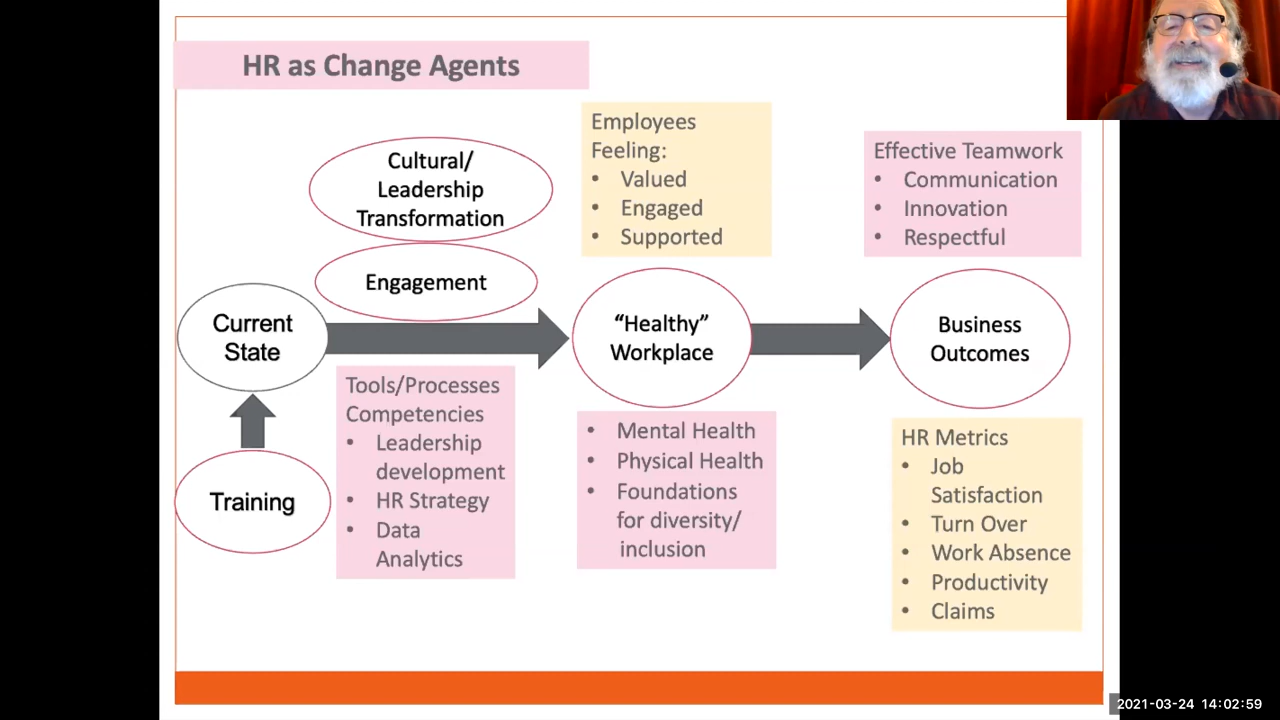 HR as Change Agents
Cultural/
Leadership
Transformation
Engagement
Employees
Feeling:
• Valued
• Engaged
• Supported
Effective Teamwork
• Communication
• Innovation
• Respectful
Current
State
“Healthy”
Workplace
Business
Outcomes
Training
Tools/Processes
Competencies
• Leadership
development
• HR Strategy
• Data
Analytics
• Mental Health
• Physical Health
• Foundations
for diversity/
inclusion
HR Metrics
• Job
Satisfaction
• Turn Over
• Work Absence
• Productivity
• Claims
2021-03-24 14:02:59